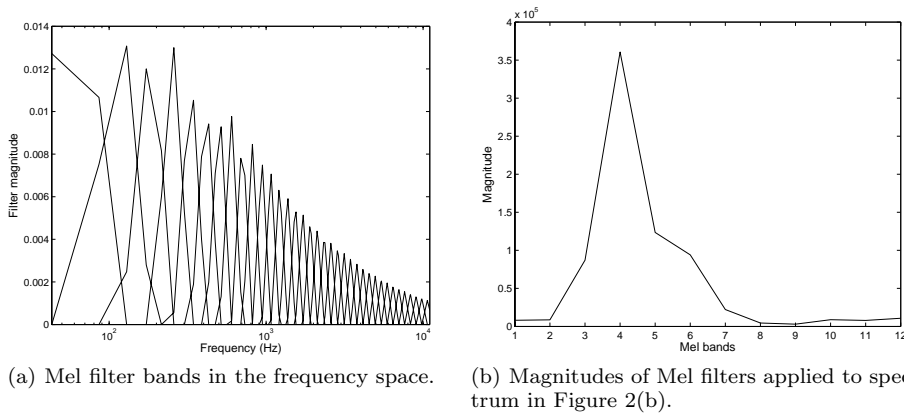 0.014
0.012
0.01
0.008
0.006
0.004
0.002
0
Filter magnitude
10^2
10^3
10^4
Frequency (Hz)
(a) Mel filter bands in the frequency space.
x 10^5
4
3.5
3
2.5
2
1.5
1
0.5
0
Magnitude
1 2 3 4 5 6 7 8 9 10 11 12
Mel bands
(b) Magnitudes of Mel filters applied to spec
trum in Figure 2(b).